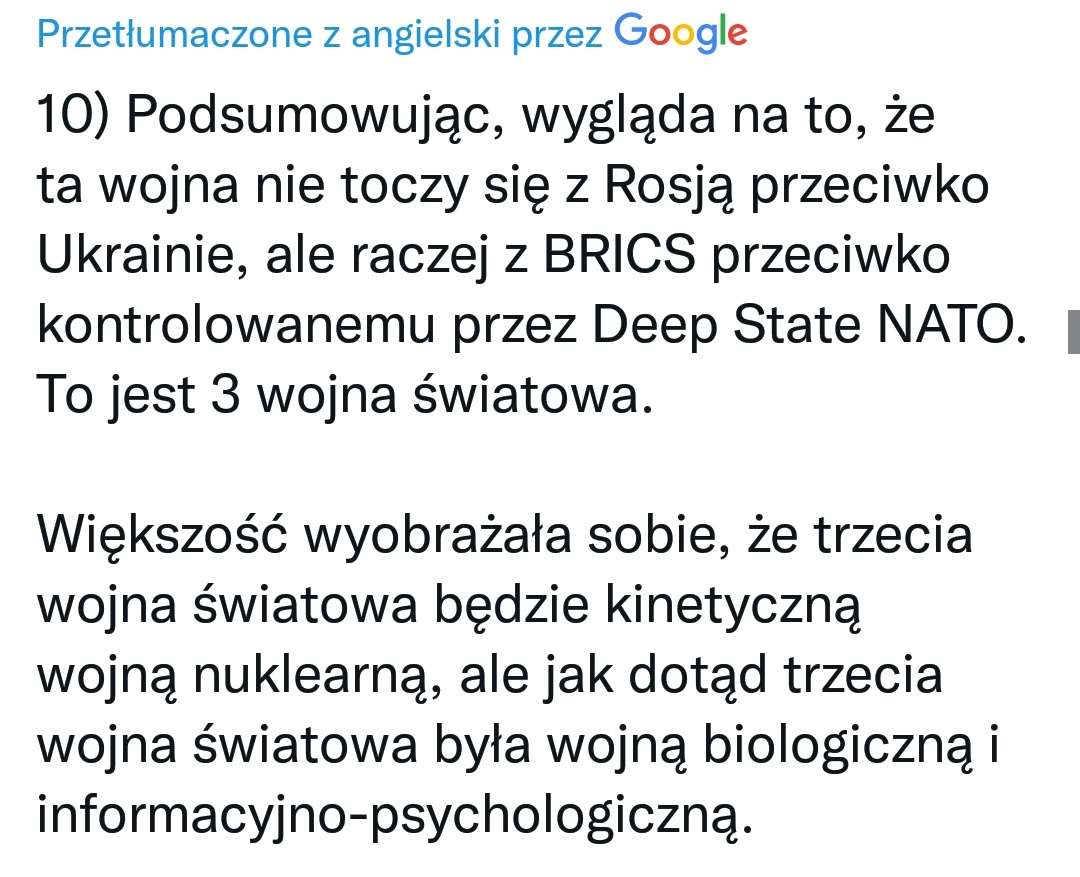 Przetłumaczone z angielski przez Google
10) Podsumowując, wygląda na to, że
ta wojna nie toczy się z Rosją przeciwko
Ukrainie, ale raczej z BRICS przeciwko
kontrolowanemu przez Deep State NATO.
To jest 3 wojna światowa.
Większość wyobrażała sobie, że trzecia
wojna światowa będzie kinetyczną
wojną nuklearną, ale jak dotąd trzecia
wojna światowa była wojną biologiczną i
informacyjno-psychologiczną.